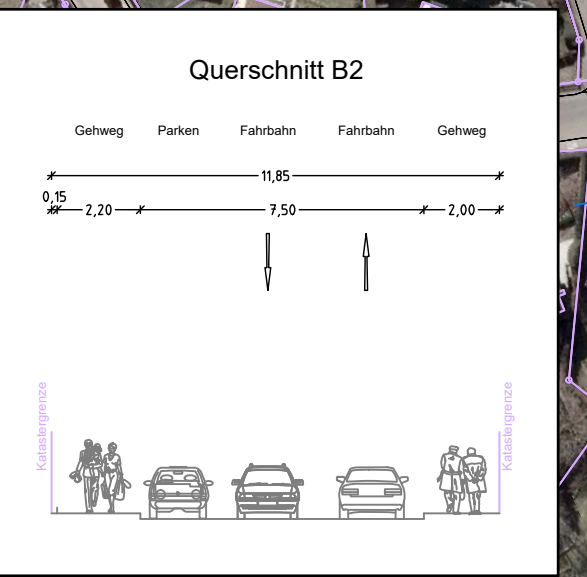 Querschnitt B2
Gehweg Parken Fahrbahn Fahrbahn Gehweg
11,85
0,15
2,20 7,50 2,00
Katastergrenze
Katastergrenze